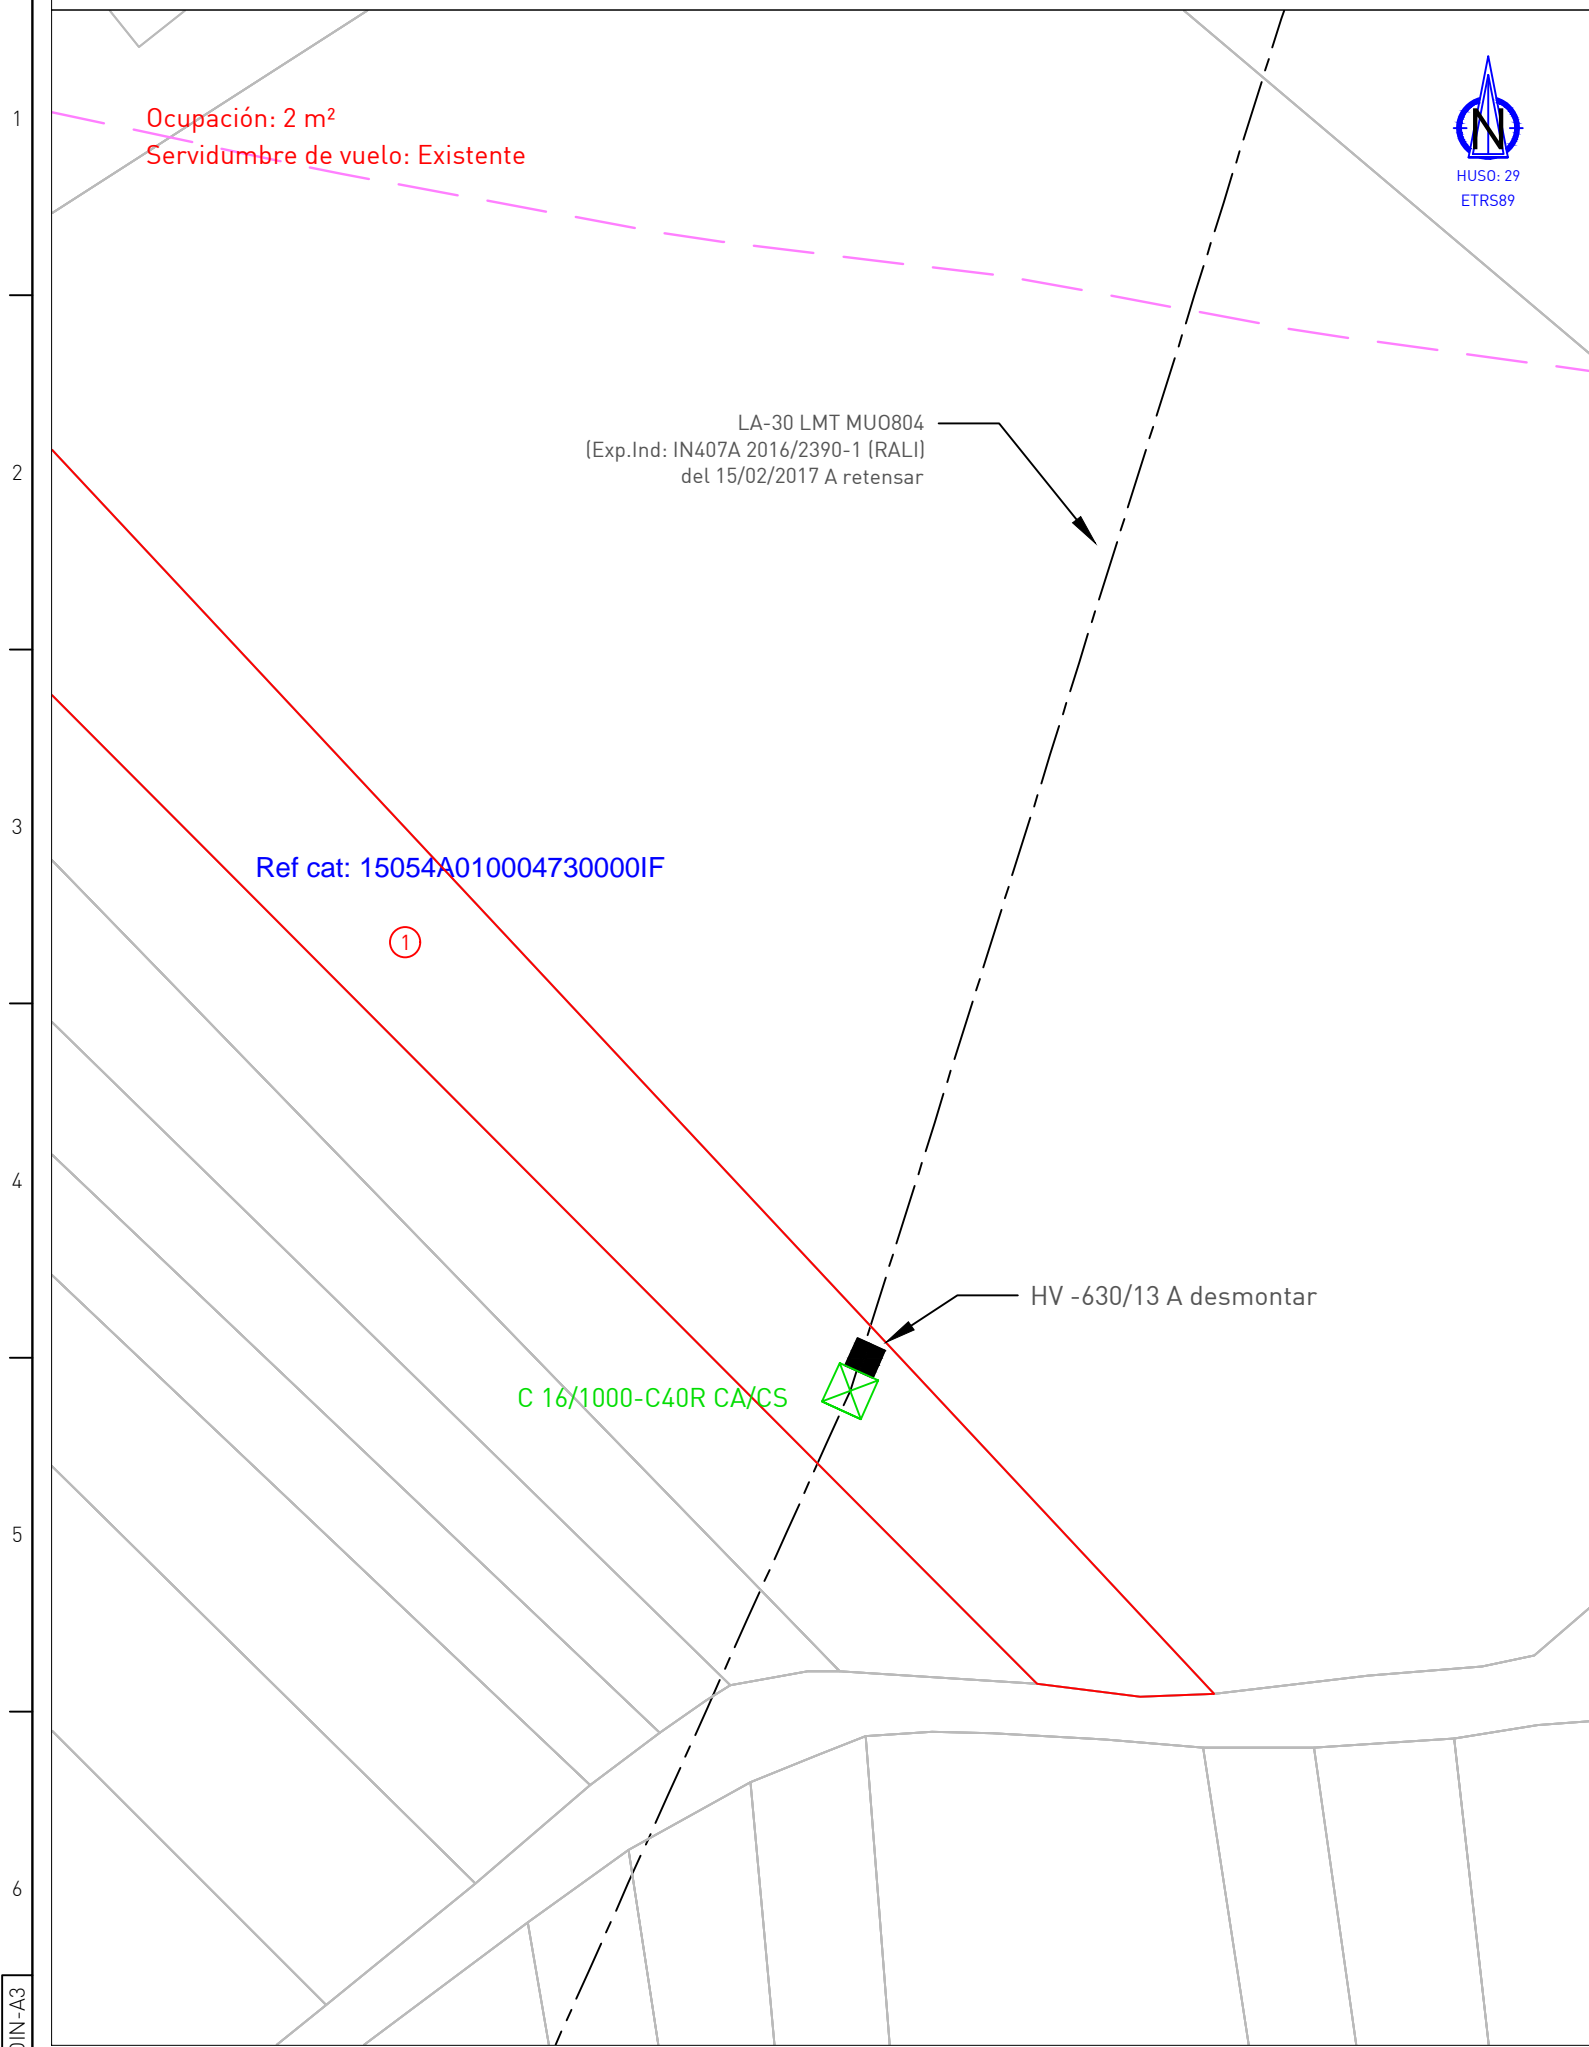 1
Ocupación: 2 m²
Servidumbre de vuelo: Existente
N
HUSO: 29
ETRS89
LA-30 LMT MUO804
(Exp.Ind: IN407A 2016/2390-1 (RALI)
del 15/02/2017 A retensar
2
3
Ref cat: 15054A010004730000IF
1
4
HV -630/13 A desmontar
C 16/1000-C40R CA/CS
5
6
DIN-A3